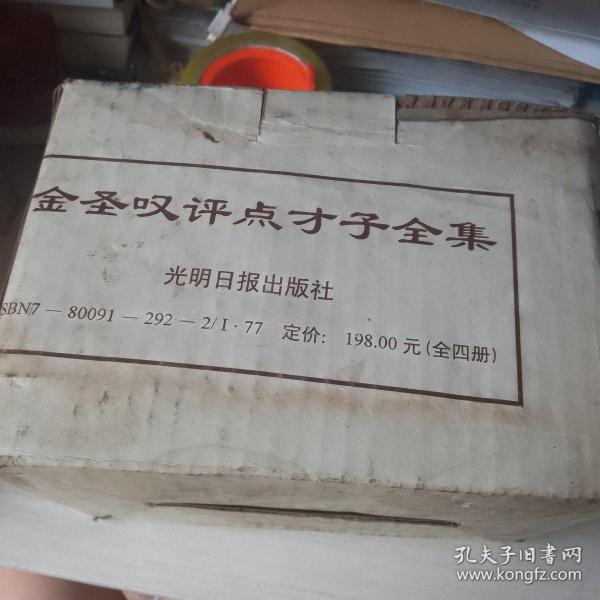 金圣叹评点才子全集
光明日报出版社
SBN7－80091－292－2/I·77 定价: 198.00 元(全四册)
孔夫子旧书网
www.kongfz.com